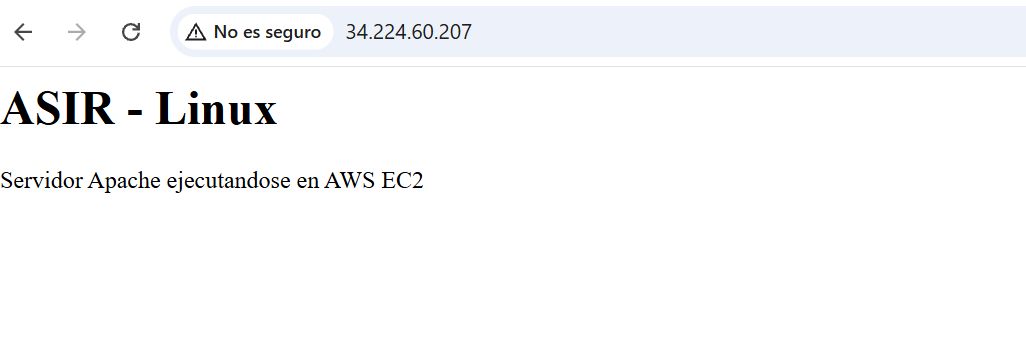 No es seguro 34.224.60.207
ASIR - Linux
Servidor Apache ejecutandose en AWS EC2